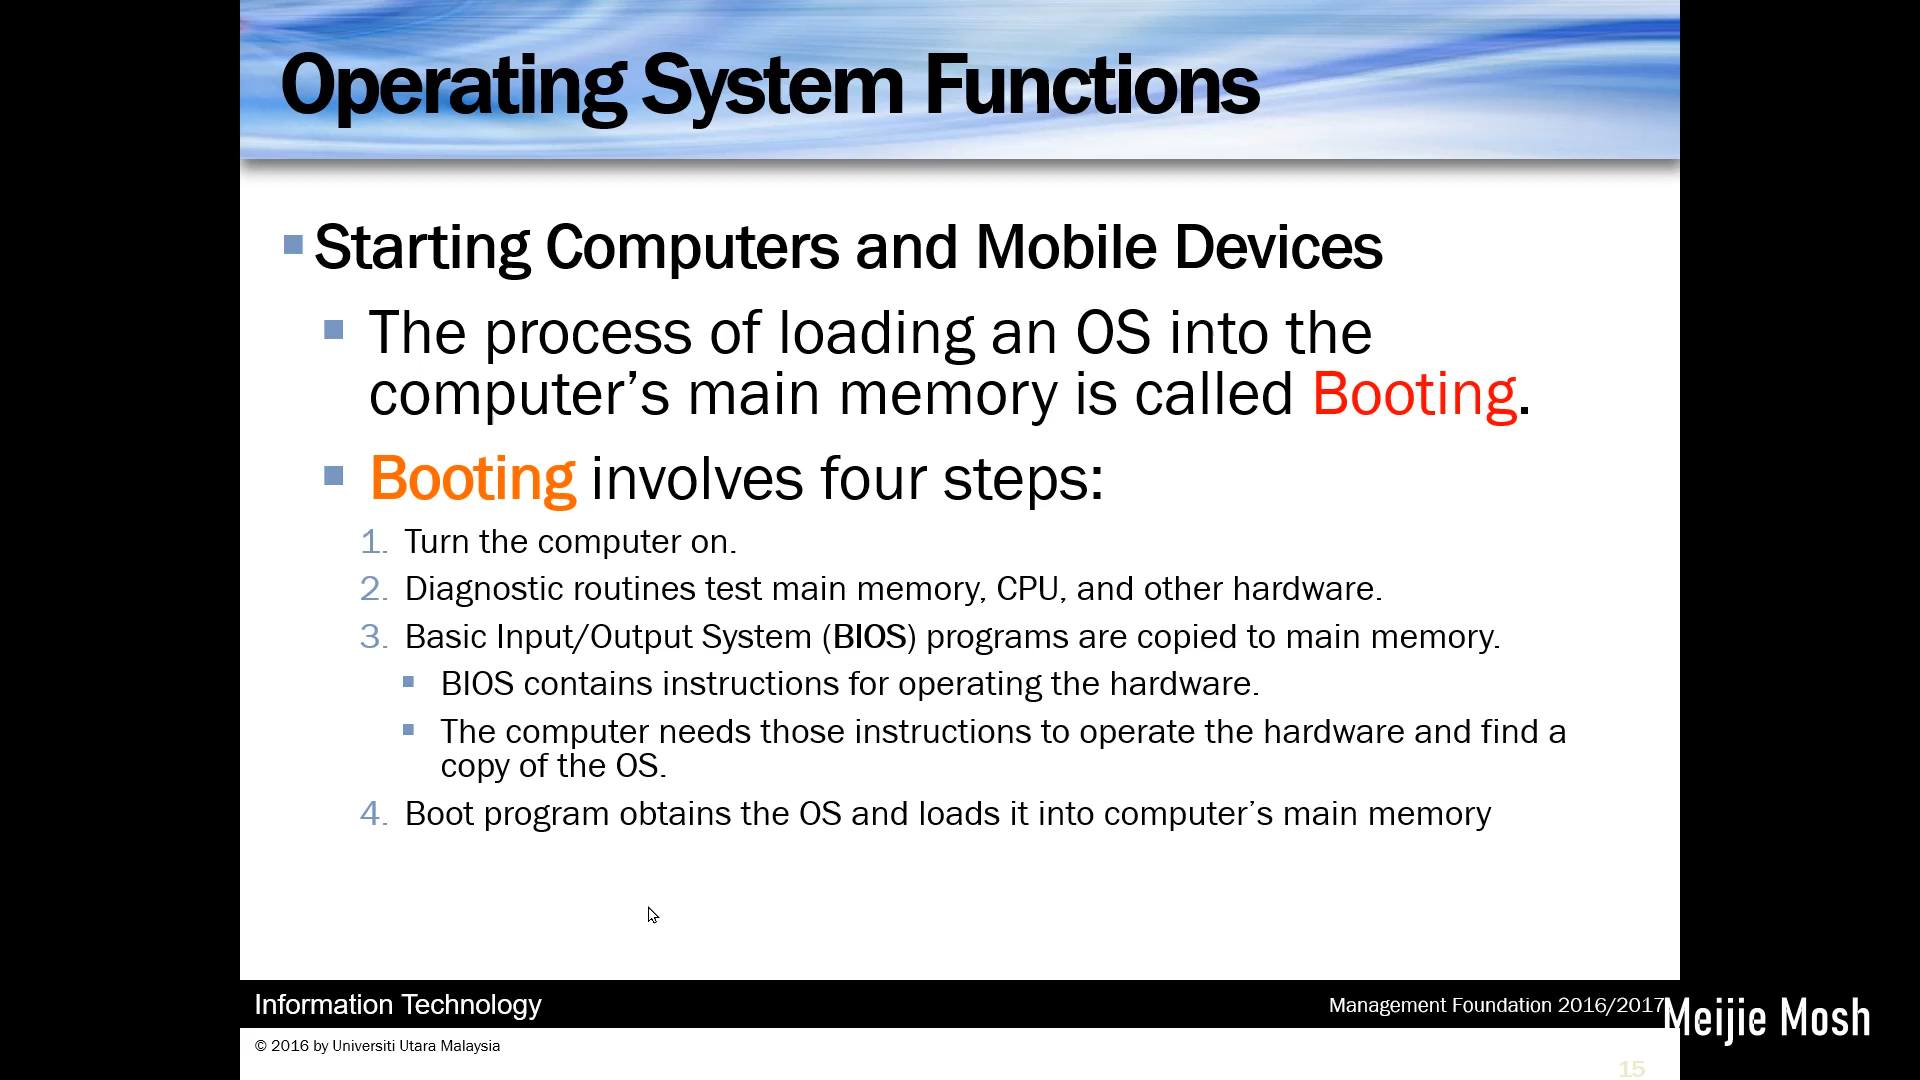 Operating System Functions
Starting Computers and Mobile Devices
The process of loading an OS into the
computer’s main memory is called Booting.
Booting involves four steps:
1. Turn the computer on.
2. Diagnostic routines test main memory, CPU, and other hardware.
3. Basic Input/Output System (BIOS) programs are copied to main memory.
BIOS contains instructions for operating the hardware.
The computer needs those instructions to operate the hardware and find a
copy of the OS.
4. Boot program obtains the OS and loads it into computer’s main memory
Information Technology
Management Foundation 2016/2017
Meijie Mosh
© 2016 by Universiti Utara Malaysia
15